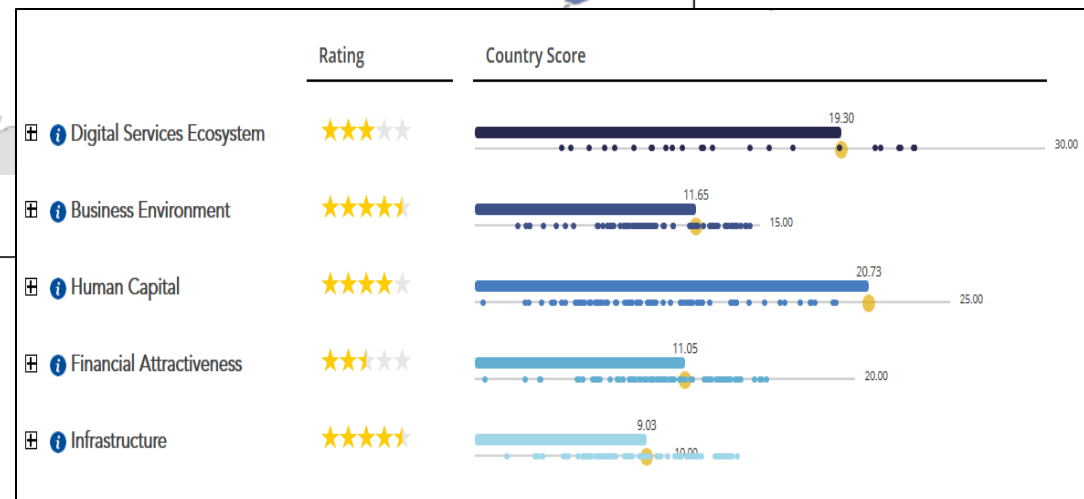 Rating Country Score
Digital Services Ecosystem 19.30 30.00
Business Environment 11.65 15.00
Human Capital 20.73 25.00
Financial Attractiveness 11.05 20.00
Infrastructure 9.03 10.00